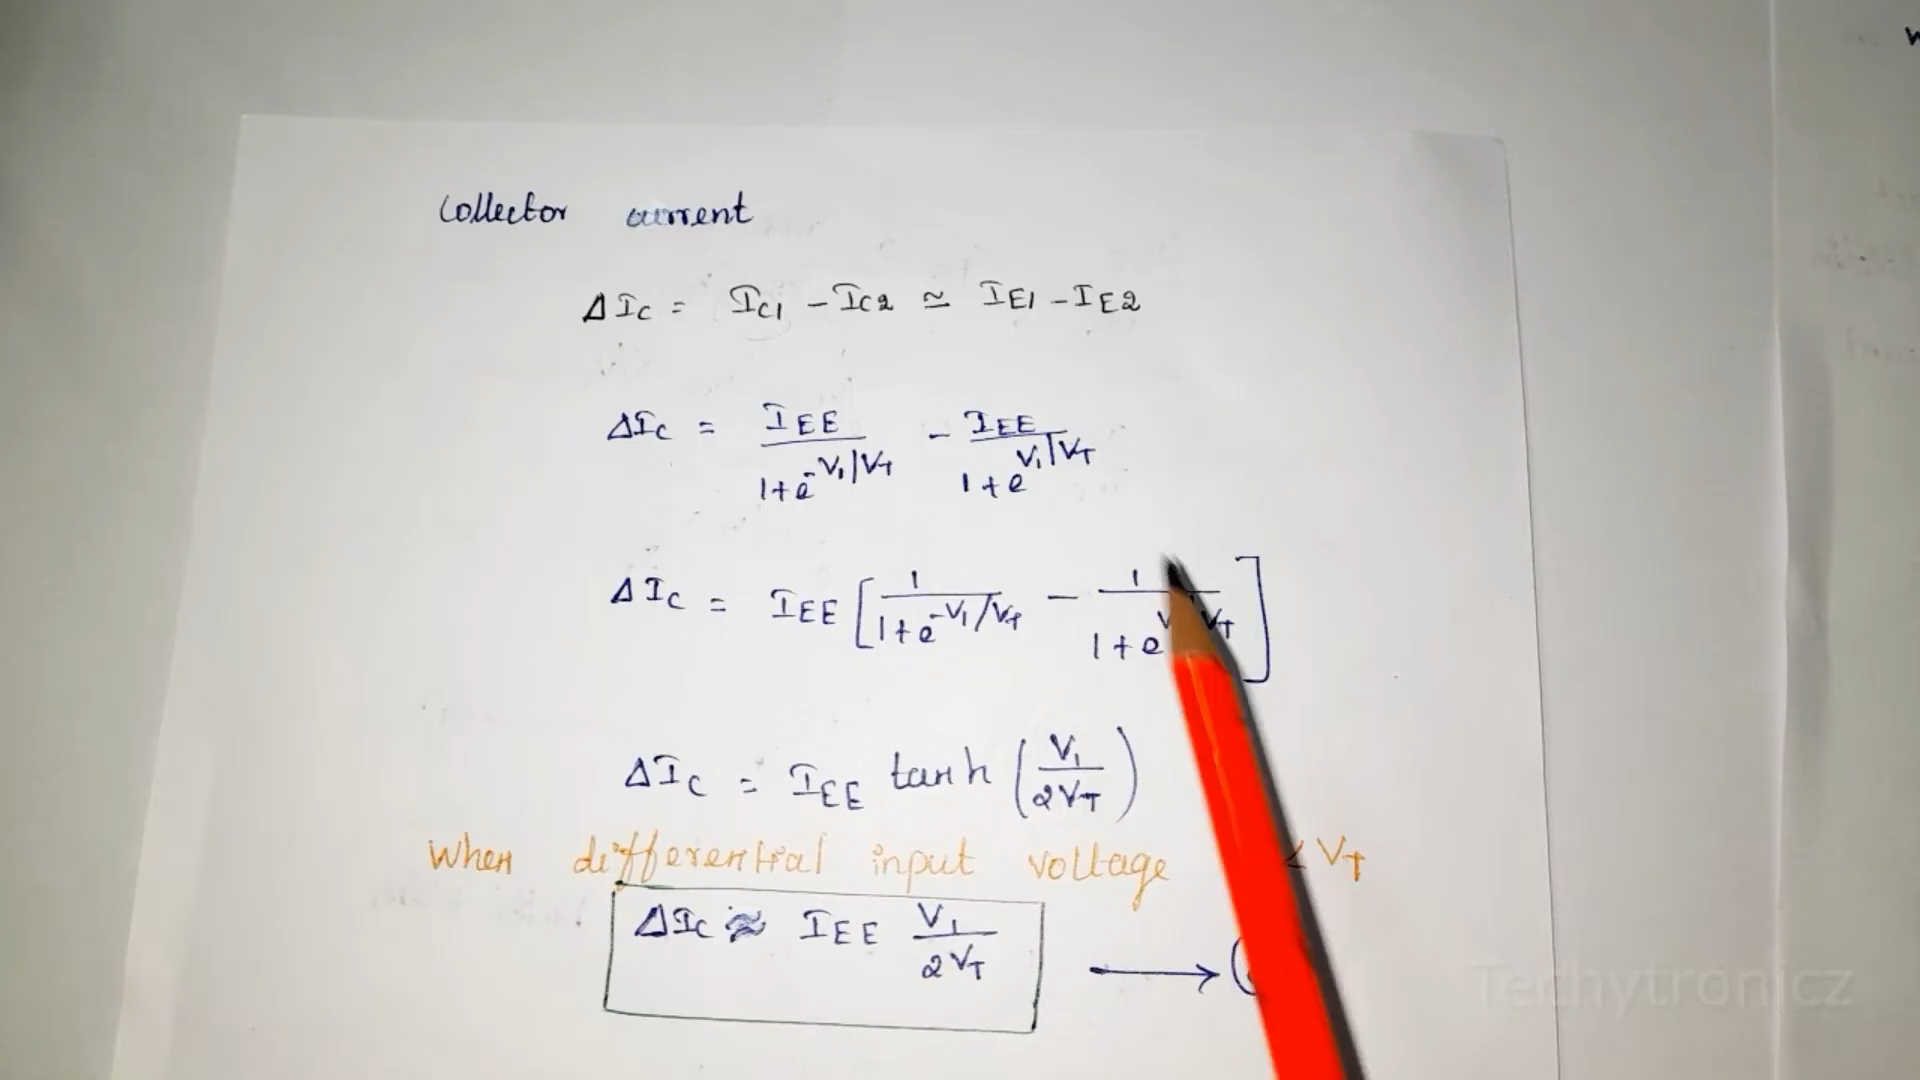 Collector current
ΔIC = IC1 - IC2 ≃ IE1 - IE2
ΔIC = IEE / 1+e^-V1/VT - IEE / 1+e^V1/VT
ΔIC = IEE [ 1 / 1+e^-V1/VT - 1 / 1+e ]
ΔIC = IEE tanh (V1 / 2VT)
When differential input voltage < VT
ΔIC ≈ IEE V1 / 2VT →
Techytronicz